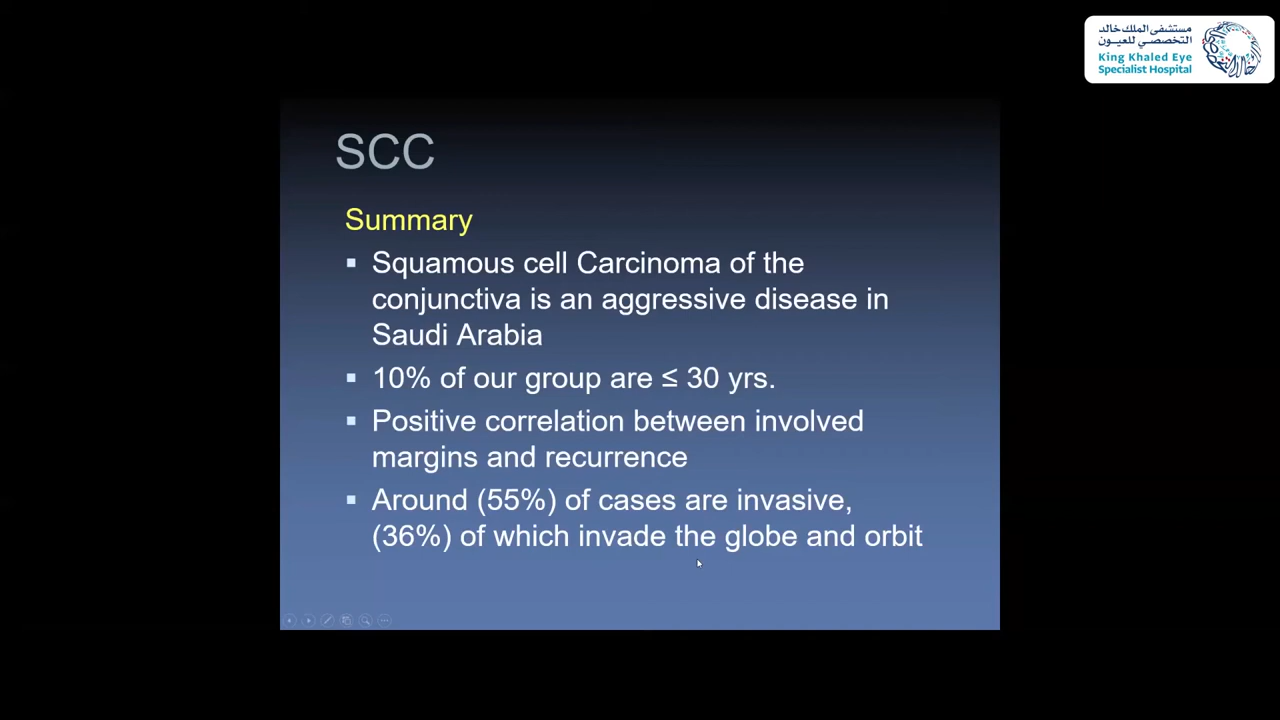 مستشفى الملك خالد
التخصصي للعيون
King Khaled Eye
Specialist Hospital
SCC
Summary
▪ Squamous cell Carcinoma of the
conjunctiva is an aggressive disease in
Saudi Arabia
▪ 10% of our group are ≤ 30 yrs.
▪ Positive correlation between involved
margins and recurrence
▪ Around (55%) of cases are invasive,
(36%) of which invade the globe and orbit